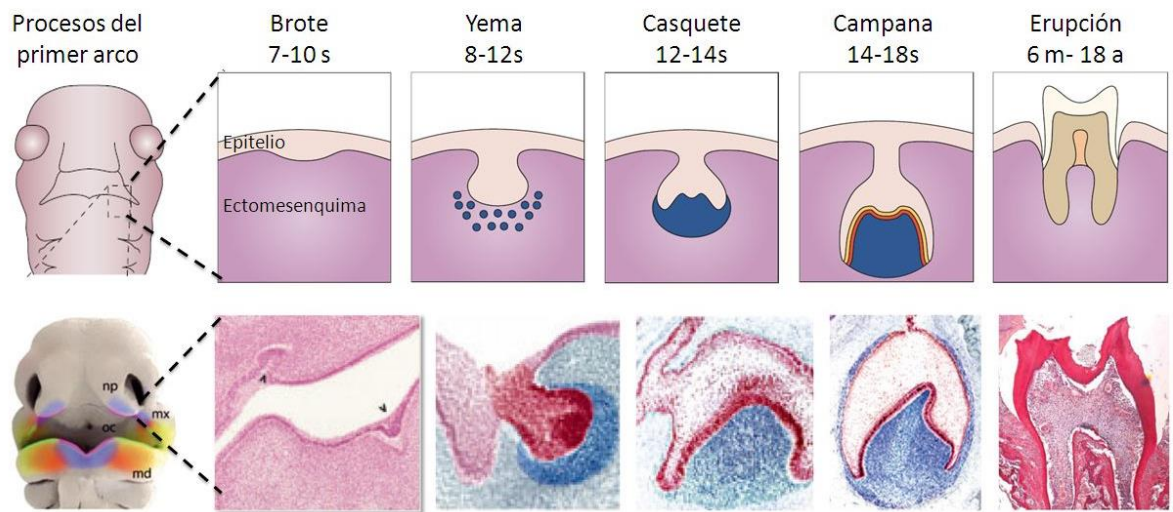 Procesos del
primer arco
Brote
7-10 s
Yema
8-12s
Casquete
12-14s
Campana
14-18s
Erupción
6 m- 18 a
Epitelio
Ectomesenquima
np
mx
oc
md